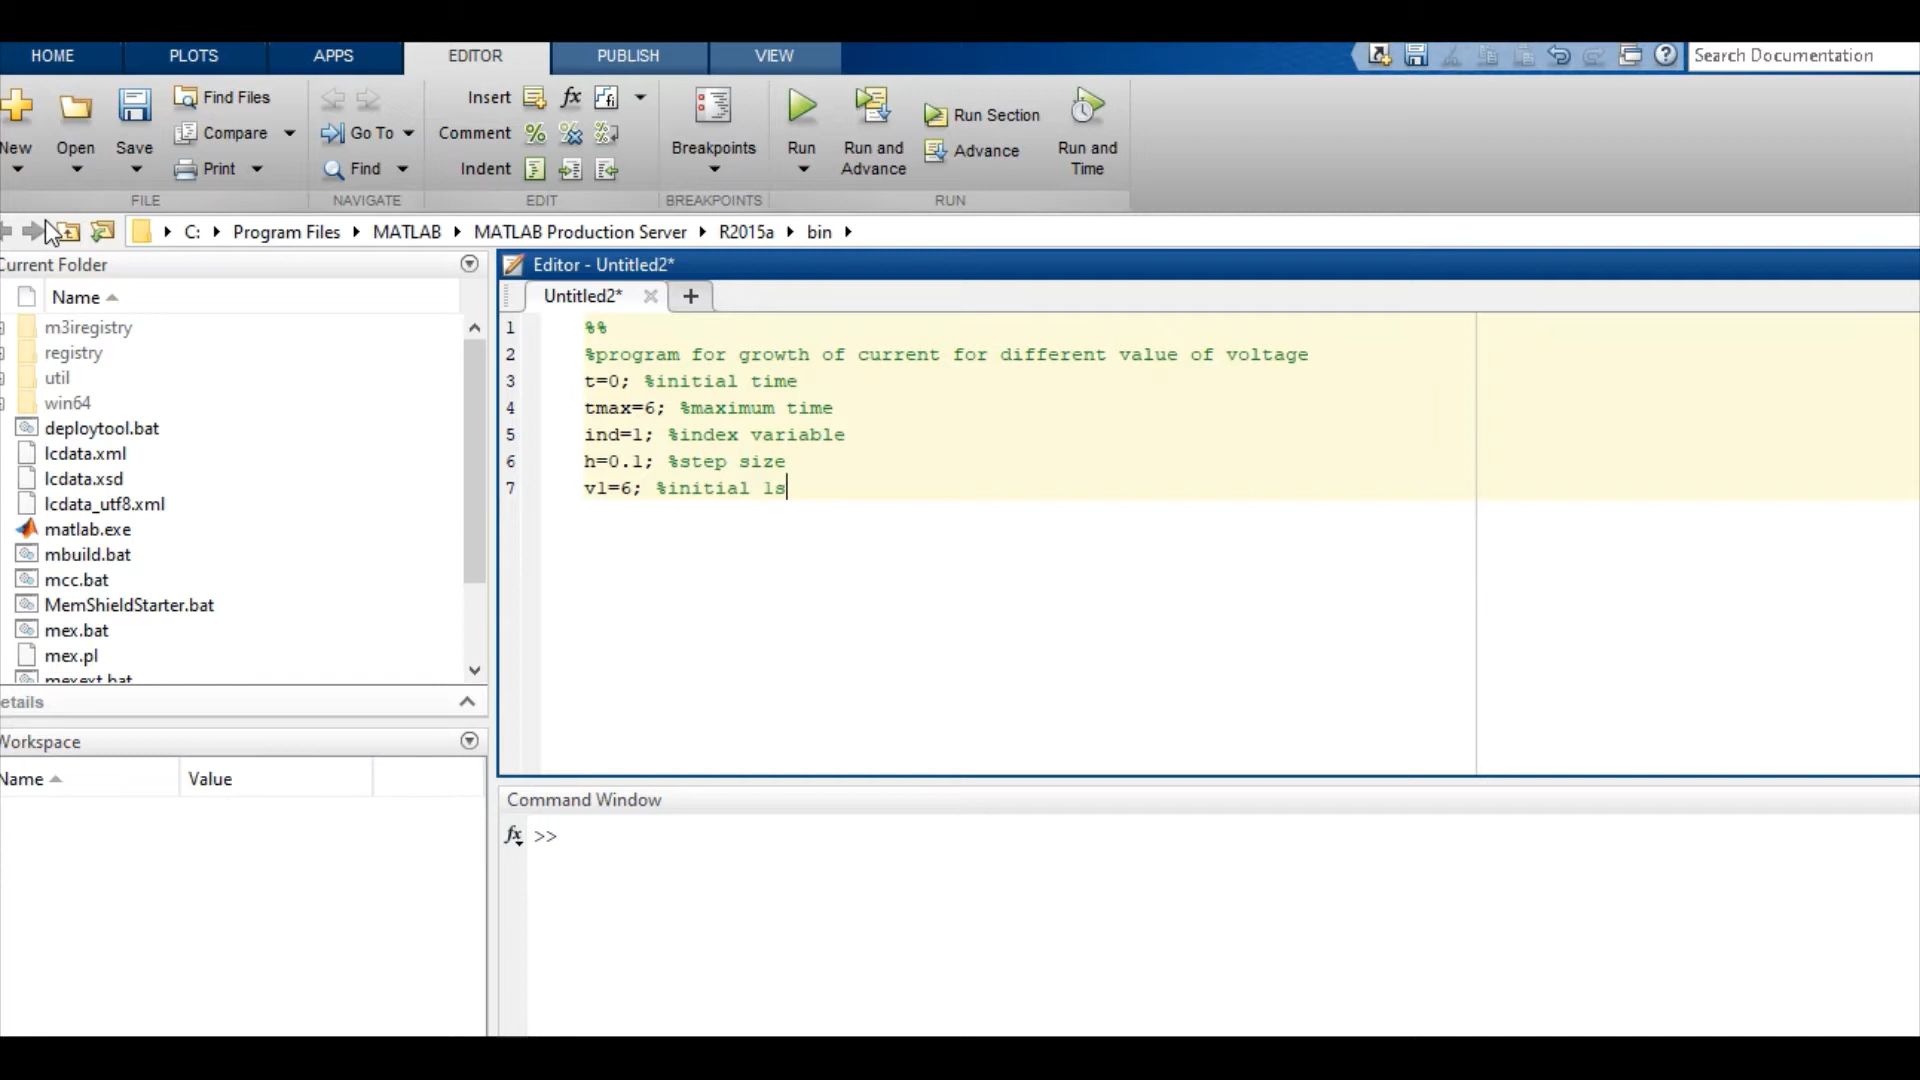 HOME PLOTS APPS EDITOR PUBLISH VIEW Search Documentation
New Open Save Find Files Compare Print
Go To Find
Insert fx
Comment
Indent
Breakpoints Run Run and Advance Run Section Advance Run and Time
FILE NAVIGATE EDIT BREAKPOINTS RUN
C: Program Files MATLAB MATLAB Production Server R2015a bin
Current Folder
Name
m3iregistry
registry
util
win64
deploytool.bat
lcdata.xml
lcdata.xsd
lcdata_utf8.xml
matlab.exe
mbuild.bat
mcc.bat
MemShieldStarter.bat
mex.bat
mex.pl
mexext.bat
etails
Workspace
Name Value
Editor - Untitled2*
Untitled2*
1 %%
2 %program for growth of current for different value of voltage
3 t=0; %initial time
4 tmax=6; %maximum time
5 ind=1; %index variable
6 h=0.1; %step size
7 v1=6; %initial ls
Command Window
fx >>